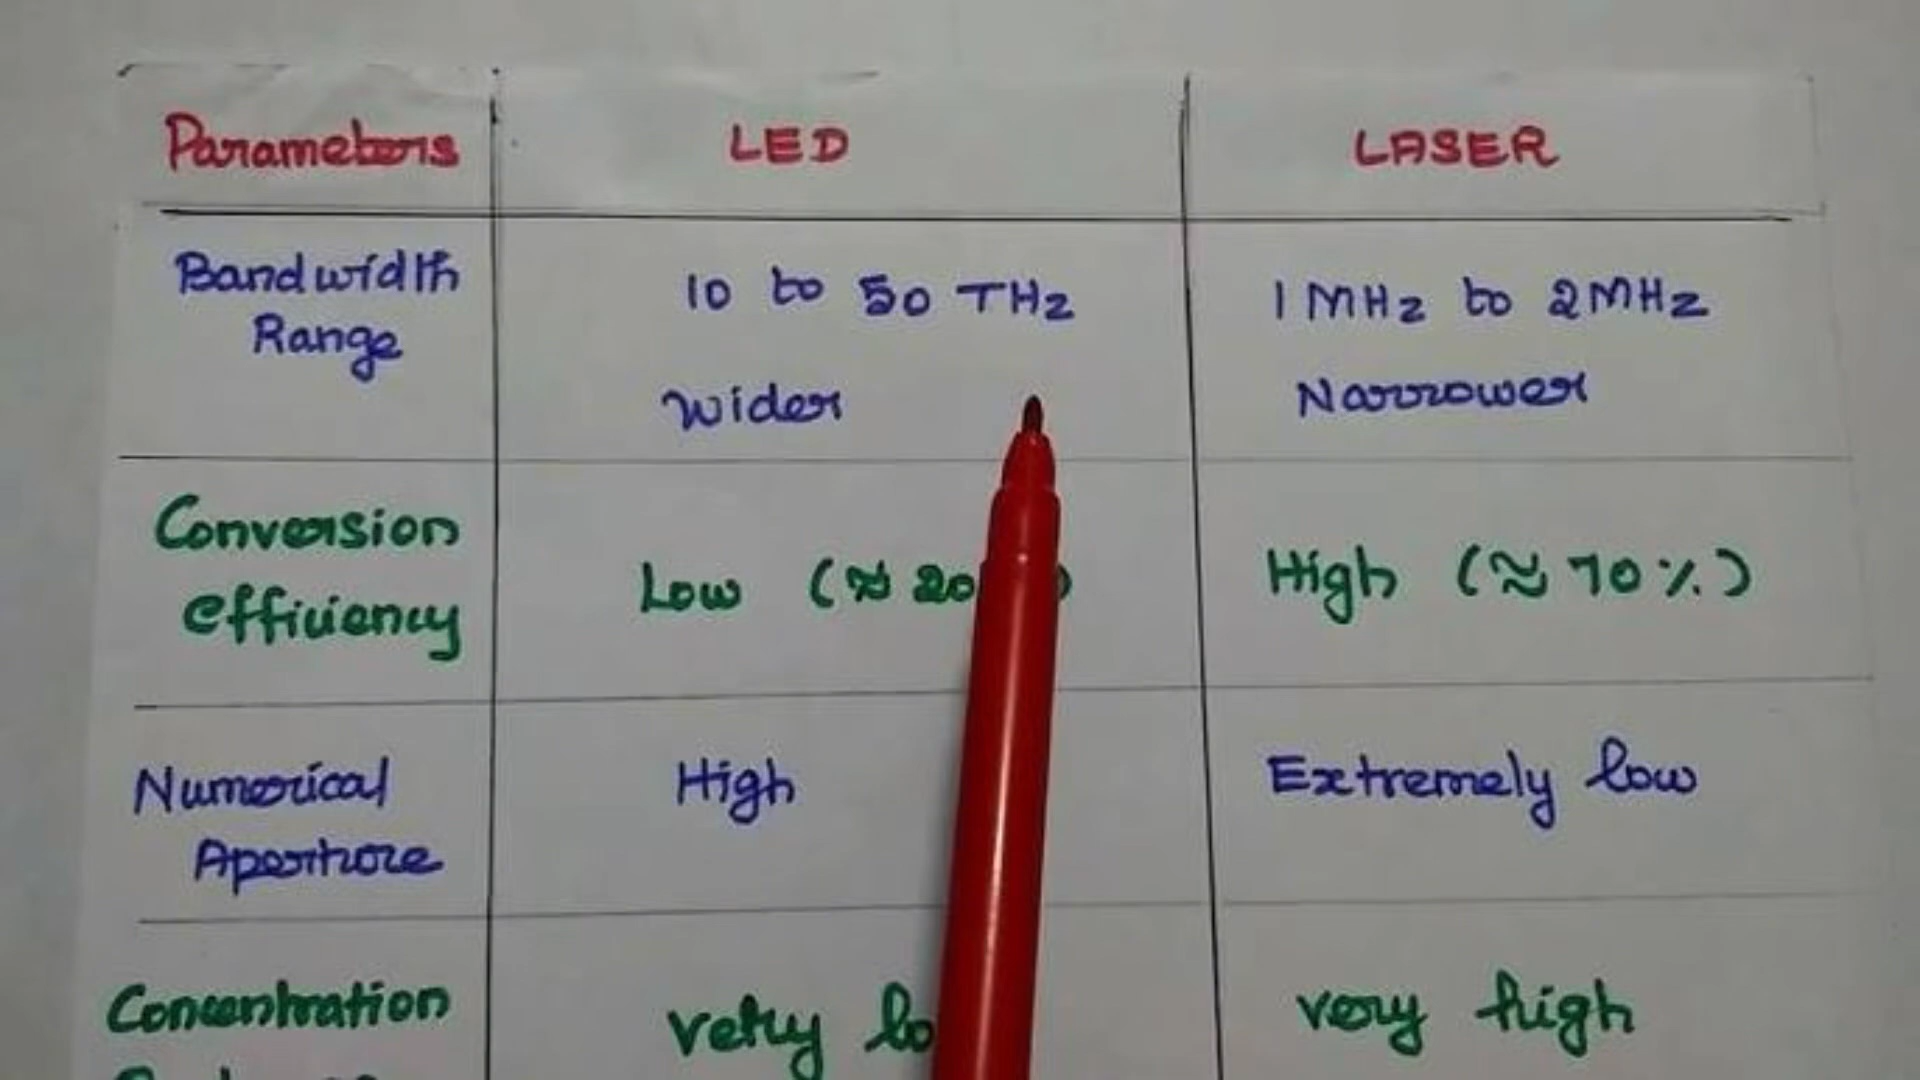 Parameters LED LASER
Bandwidth 10 to 50 THz 1 MHz to 2 MHz
Range
Wider Narrower
Conversion
efficiency Low (≈ 20 High (≈ 70%)
Numerical High Extremely low
Aperture
Concentration very very high